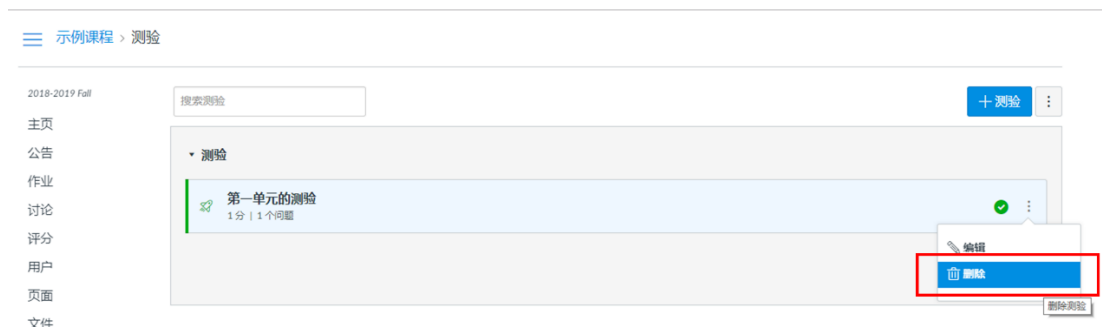 示例课程 › 测验
2018-2019 Fall
搜索测验
＋测验
主页
公告
测验
作业
第一单元的测验
讨论
1分 | 1个问题
评分
编辑
用户
删除
页面
删除测验
文件